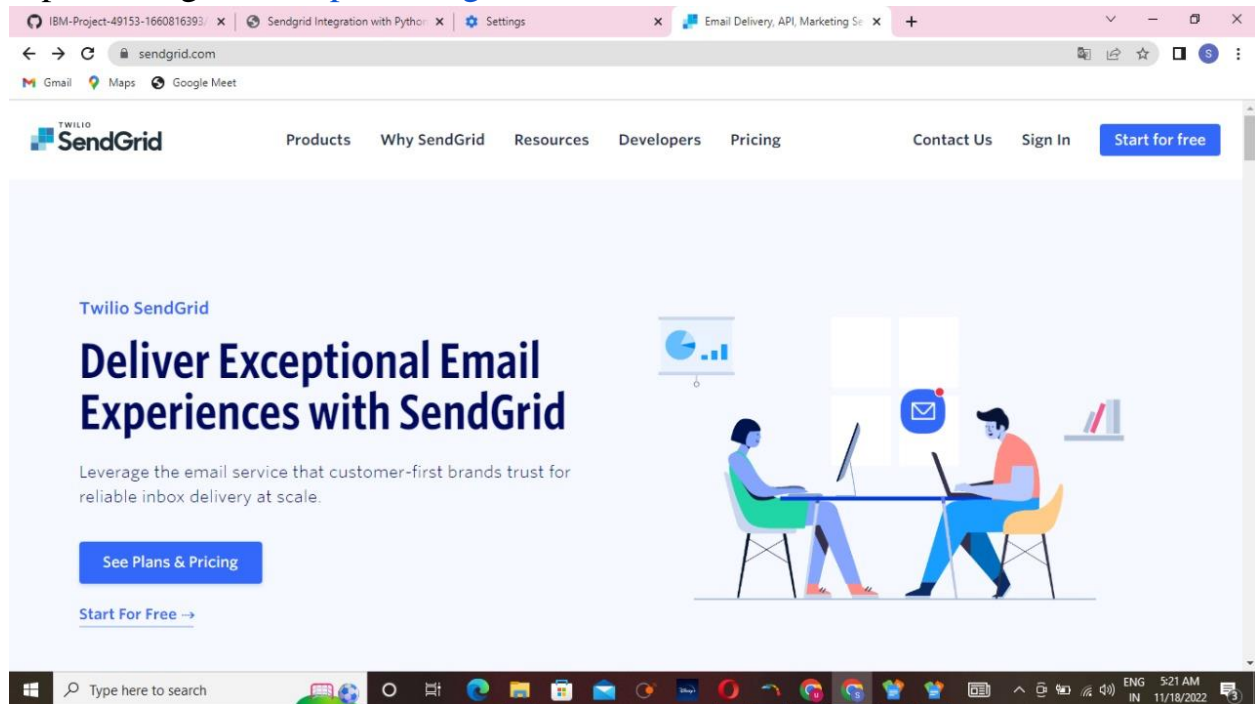 IBM-Project-49153-1660816393/
Sendgrid Integration with Python
Settings
Email Delivery, API, Marketing Se
sendgrid.com
Gmail Maps Google Meet
TWILIO
SendGrid
Products Why SendGrid Resources Developers Pricing Contact Us Sign In Start for free
Twilio SendGrid
Deliver Exceptional Email
Experiences with SendGrid
Leverage the email service that customer-first brands trust for
reliable inbox delivery at scale.
See Plans & Pricing
Start For Free →
Type here to search
ENG 5:21 AM
IN 11/18/2022